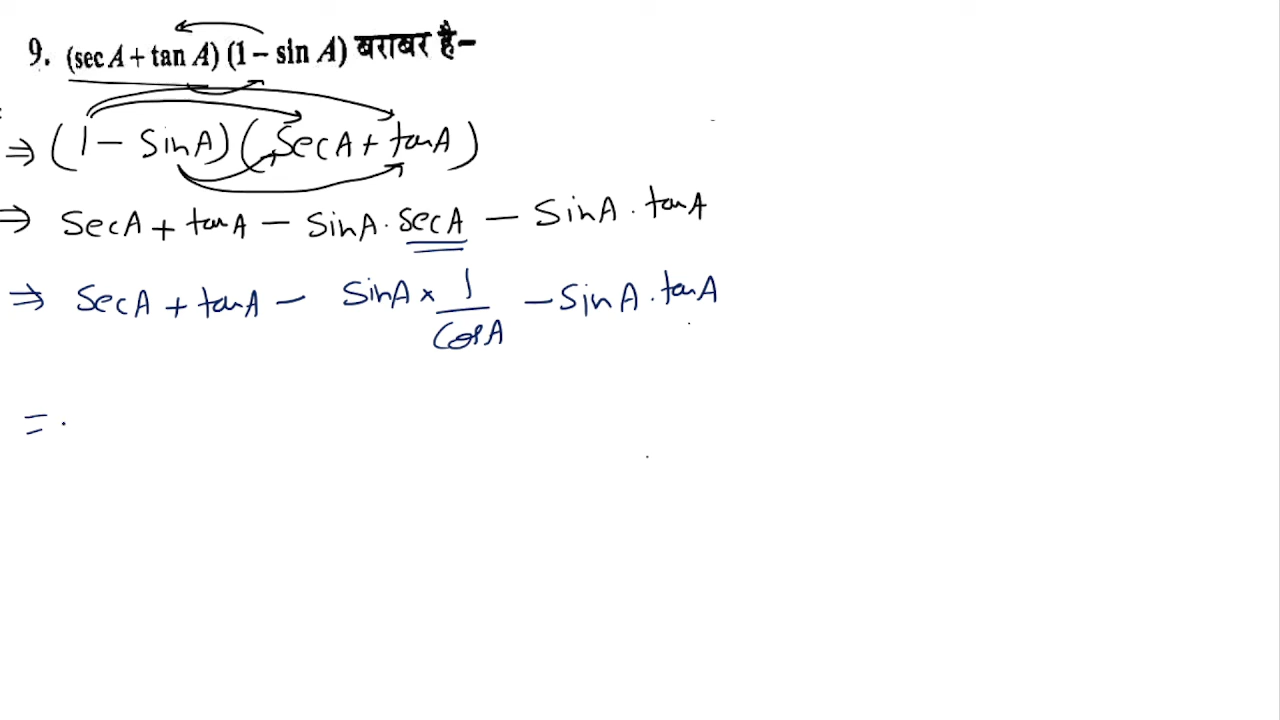 9. (sec A + tan A) (1 – sin A) बराबर है–
⇒ (1 – SinA) (SecA + tanA)
⇒ SecA + tanA – SinA . SecA – SinA . tanA
⇒ SecA + tanA – SinA × 1/CosA – SinA . tanA
= .